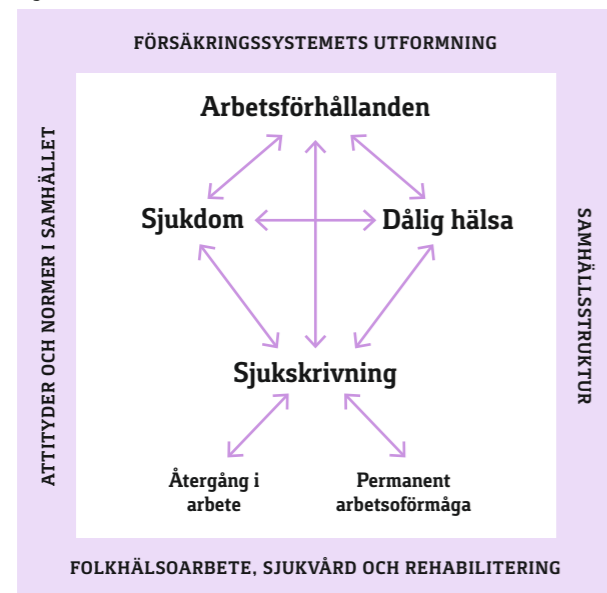 FÖRSÄKRINGSSYSTEMETS UTFORMNING
ATTITYDER OCH NORMER I SAMHÄLLET
Arbetsförhållanden
Sjukdom
Dålig hälsa
Sjukskrivning
Återgång i
arbete
Permanent
arbetsoförmåga
SAMHÄLLSSTRUKTUR
FOLKHÄLSOARBETE, SJUKVÅRD OCH REHABILITERING